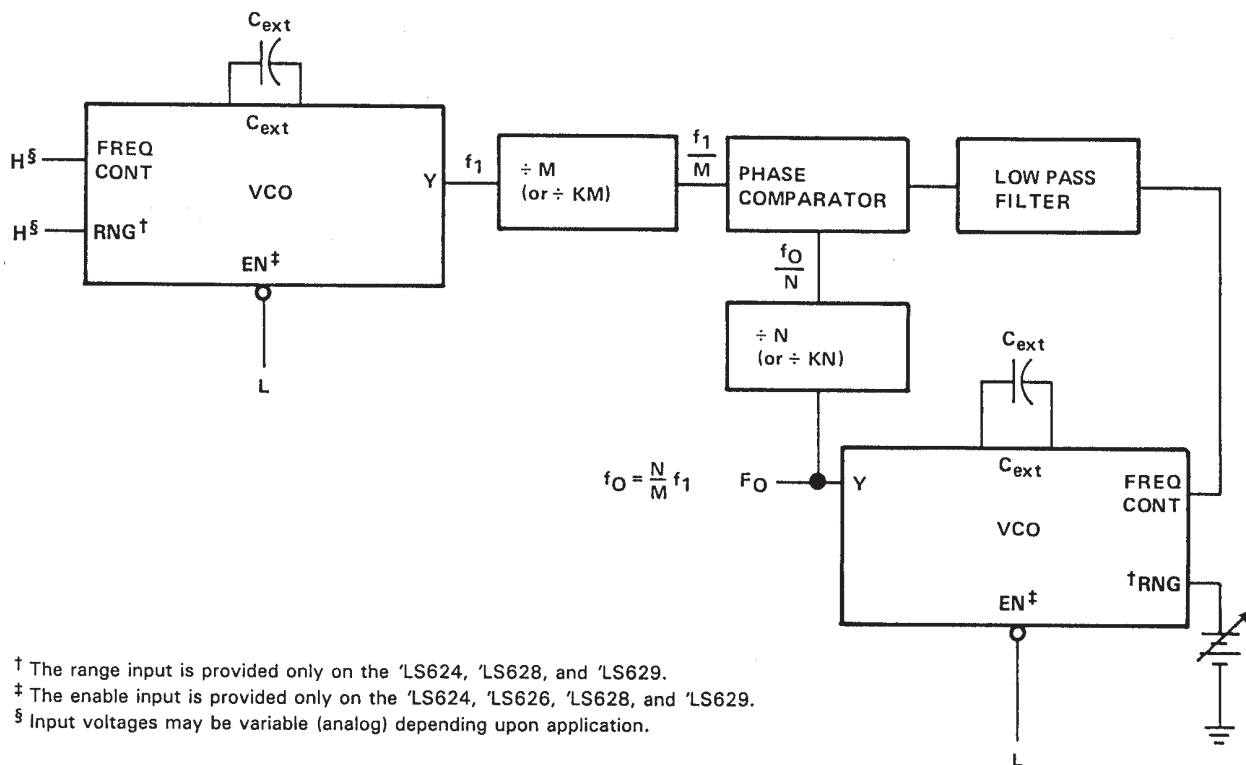 Cext
Cext
H§
FREQ
CONT
VCO
Y
H§
RNG†
EN‡
L
f1
÷ M
(or ÷ KM)
f1
M
PHASE
COMPARATOR
LOW PASS
FILTER
fO
N
÷ N
(or ÷ KN)
Cext
fO = N/M f1
FO
Y
Cext
FREQ
CONT
VCO
†RNG
EN‡
L
† The range input is provided only on the 'LS624, 'LS628, and 'LS629.
‡ The enable input is provided only on the 'LS624, 'LS626, 'LS628, and 'LS629.
§ Input voltages may be variable (analog) depending upon application.